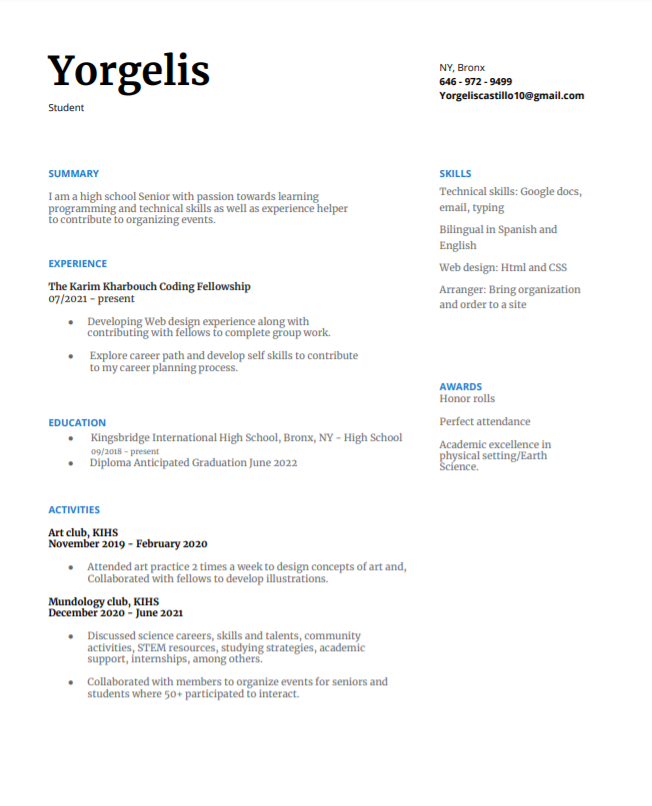 Yorgelis
Student
NY, Bronx
646 - 972 - 9499
Yorgeliscastillo10@gmail.com
SUMMARY
I am a high school Senior with passion towards learning
programming and technical skills as well as experience helper
to contribute to organizing events.
EXPERIENCE
The Karim Kharbouch Coding Fellowship
07/2021 - present
● Developing Web design experience along with
contributing with fellows to complete group work.
● Explore career path and develop self skills to contribute
to my career planning process.
EDUCATION
● Kingsbridge International High School, Bronx, NY - High School
09/2018 - present
● Diploma Anticipated Graduation June 2022
ACTIVITIES
Art club, KIHS
November 2019 - February 2020
● Attended art practice 2 times a week to design concepts of art and,
Collaborated with fellows to develop illustrations.
Mundology club, KIHS
December 2020 - June 2021
● Discussed science careers, skills and talents, community
activities, STEM resources, studying strategies, academic
support, internships, among others.
● Collaborated with members to organize events for seniors and
students where 50+ participated to interact.
SKILLS
Technical skills: Google docs,
email, typing
Bilingual in Spanish and
English
Web design: Html and CSS
Arranger: Bring organization
and order to a site
AWARDS
Honor rolls
Perfect attendance
Academic excellence in
physical setting/Earth
Science.